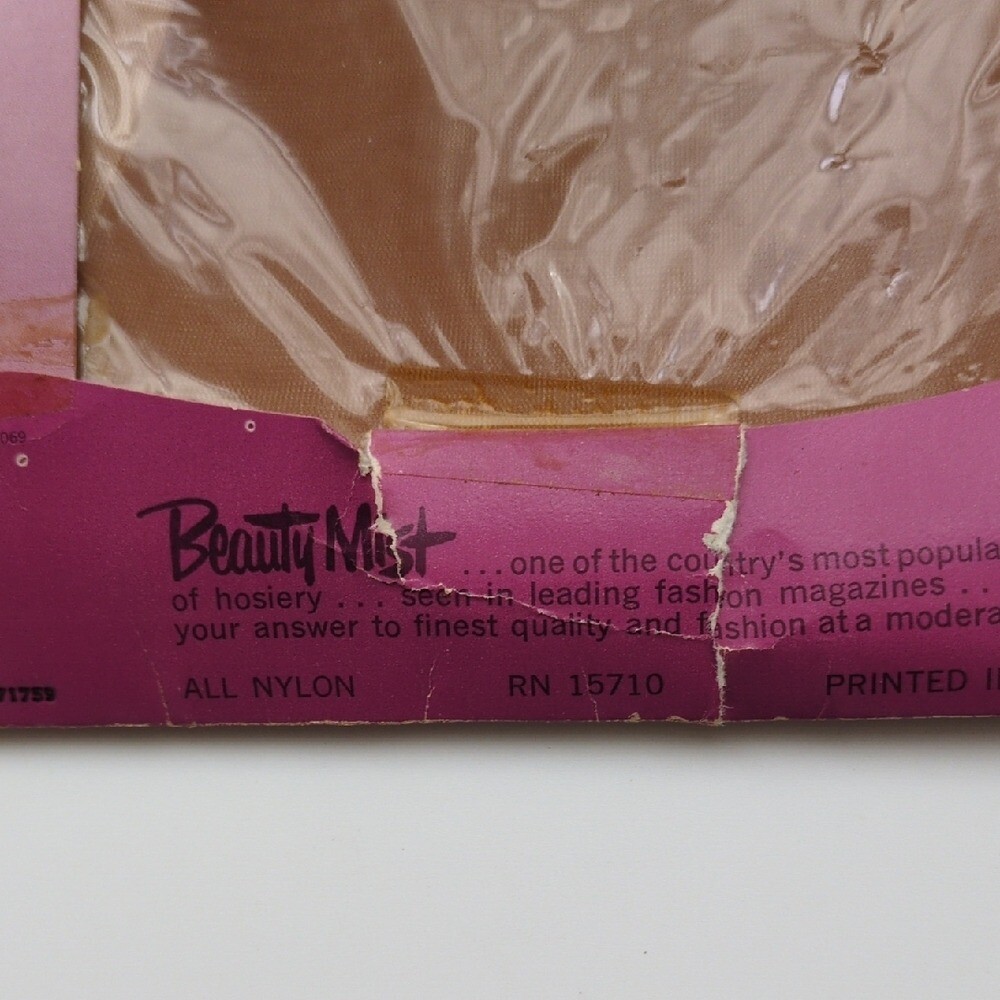 069
Beauty Mist ...one of the country's most popula
of hosiery ... seen in leading fashion magazines ...
your answer to finest quality and fashion at a modera
71759
ALL NYLON RN 15710 PRINTED I